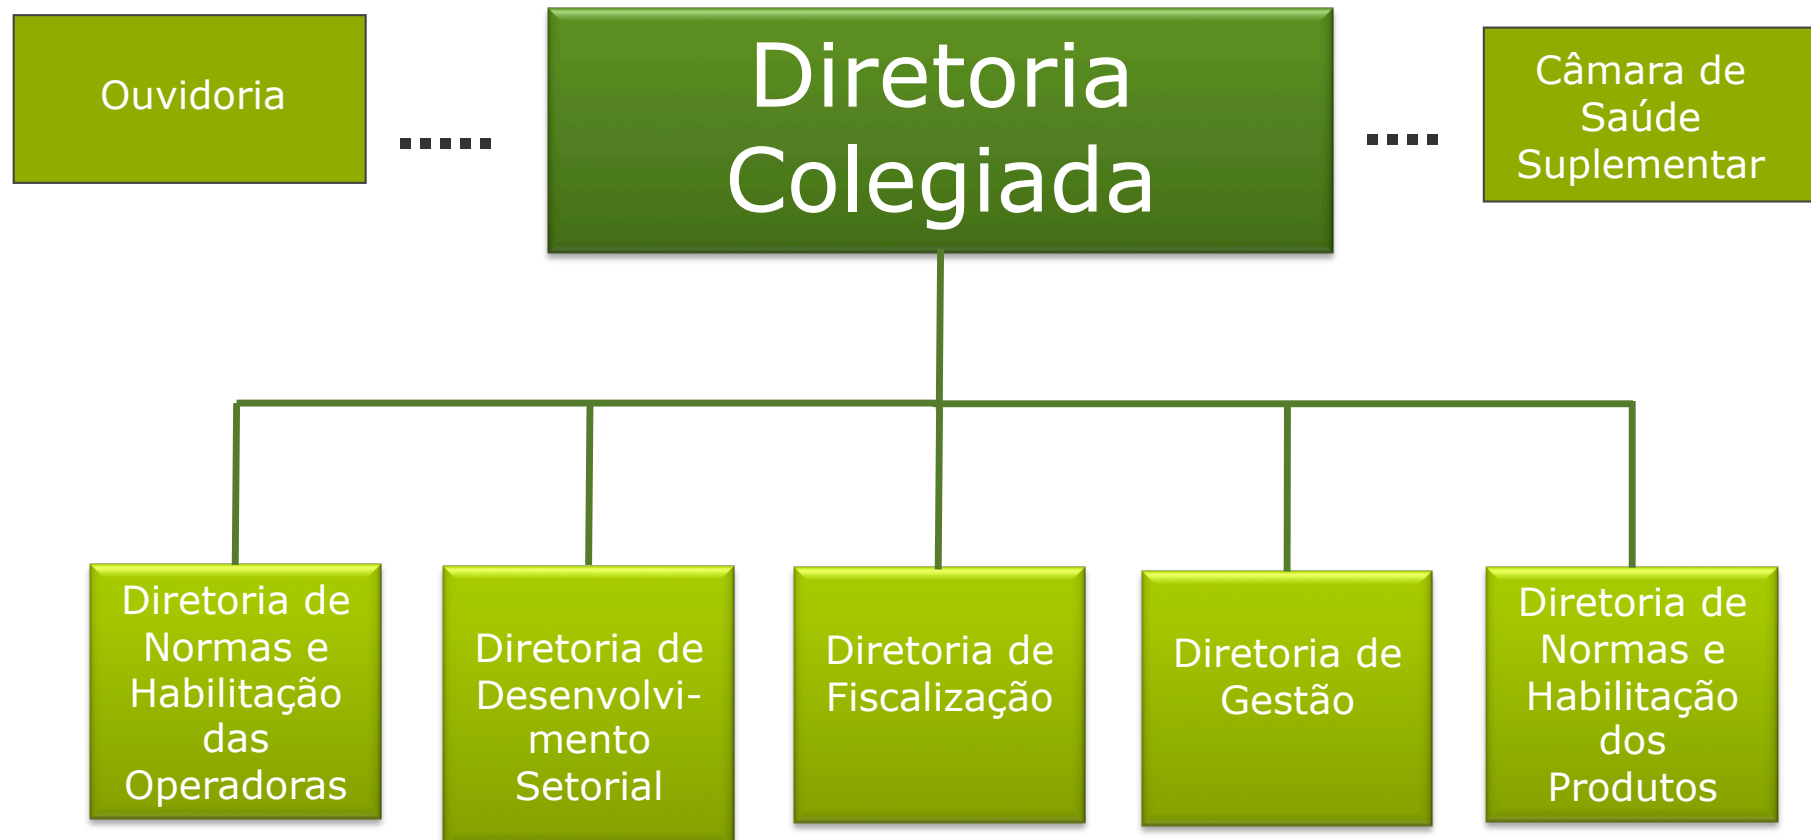 Ouvidoria
Diretoria
Colegiada
Câmara de
Saúde
Suplementar
Diretoria de
Normas e
Habilitação
das
Operadoras
Diretoria de
Desenvolvi-
mento
Setorial
Diretoria de
Fiscalização
Diretoria de
Gestão
Diretoria de
Normas e
Habilitação
dos
Produtos